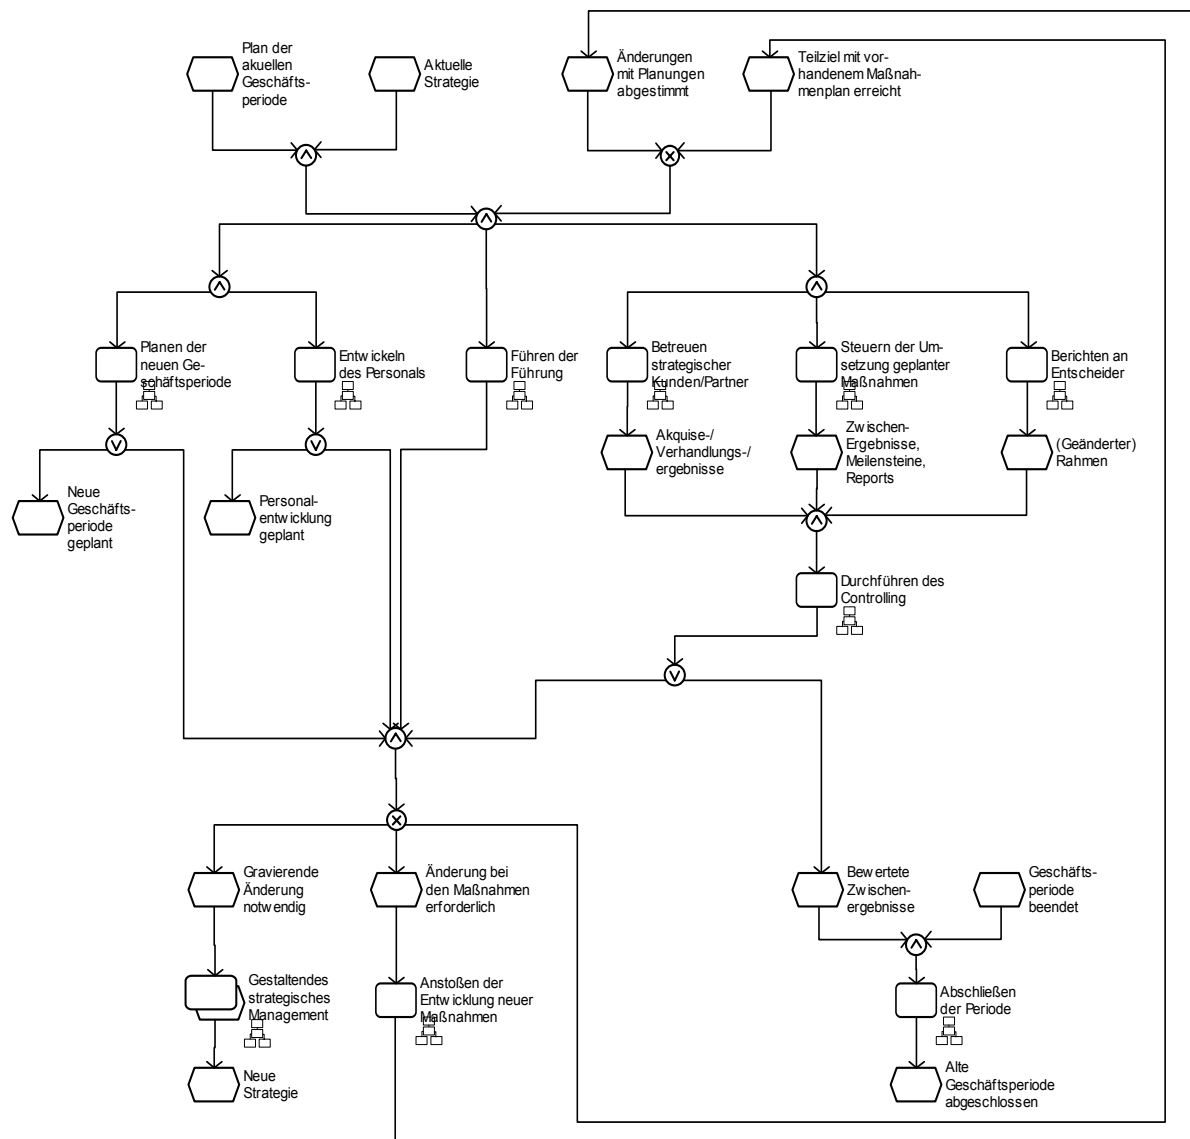 Plan der
akuellen
Geschäfts-
periode
Aktuelle
Strategie
Änderungen
mit Planungen
abgestimmt
Teilziel mit vor-
handenem Maßnah-
menplan erreicht
Planen der
neuen Ge-
schäftsperiode
Entwickeln
des Personals
Führen der
Führung
Betreuen
strategischer
Kunden/Partner
Steuern der Um-
setzung geplanter
Maßnahmen
Berichten an
Entscheider
Akquise-/
Verhandlungs-/
ergebnisse
Zwischen-
Ergebnisse,
Meilensteine,
Reports
(Geänderter)
Rahmen
Neue
Geschäfts-
periode
geplant
Personal-
entwicklung
geplant
Durchführen des
Controlling
Gravierende
Änderung
notwendig
Änderung bei
den Maßnahmen
erforderlich
Bewertete
Zwischen-
ergebnisse
Geschäfts-
periode
beendet
Gestaltendes
strategisches
Management
Anstoßen der
Entwicklung neuer
Maßnahmen
Abschließen
der Periode
Neue
Strategie
Alte
Geschäftsperiode
abgeschlossen